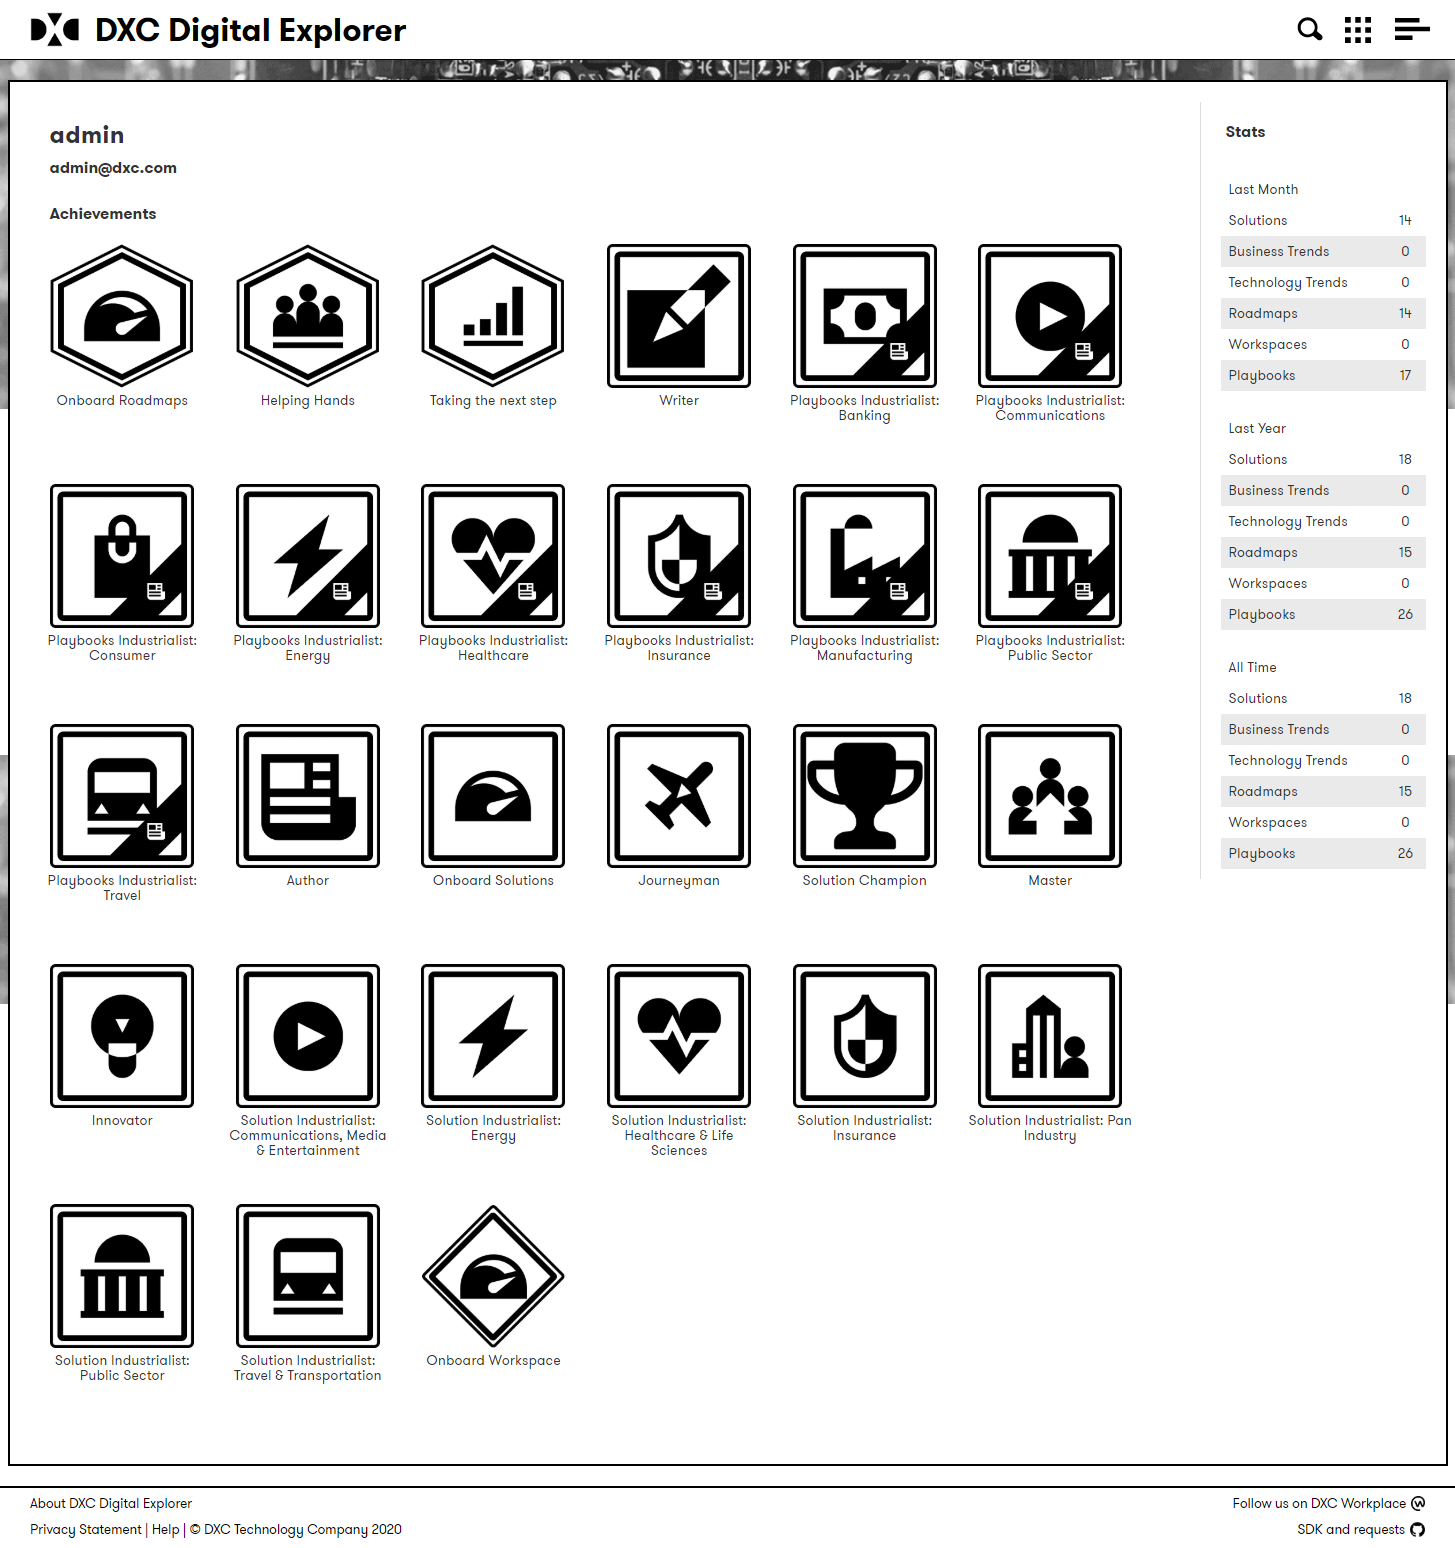 DXC DXC Digital Explorer
admin
admin@dxc.com
Achievements
Onboard Roadmaps
Helping Hands
Taking the next step
Writer
Playbooks Industrialist:
Banking
Playbooks Industrialist:
Communications
Playbooks Industrialist:
Consumer
Playbooks Industrialist:
Energy
Playbooks Industrialist:
Healthcare
Playbooks Industrialist:
Insurance
Playbooks Industrialist:
Manufacturing
Playbooks Industrialist:
Public Sector
Playbooks Industrialist:
Travel
Author
Onboard Solutions
Journeyman
Solution Champion
Master
Innovator
Solution Industrialist:
Communications, Media
& Entertainment
Solution Industrialist:
Energy
Solution Industrialist:
Healthcare & Life
Sciences
Solution Industrialist:
Insurance
Solution Industrialist: Pan
Industry
Solution Industrialist:
Public Sector
Solution Industrialist:
Travel & Transportation
Onboard Workspace
Stats
Last Month
Solutions 14
Business Trends 0
Technology Trends 0
Roadmaps 14
Workspaces 0
Playbooks 17
Last Year
Solutions 18
Business Trends 0
Technology Trends 0
Roadmaps 15
Workspaces 0
Playbooks 26
All Time
Solutions 18
Business Trends 0
Technology Trends 0
Roadmaps 15
Workspaces 0
Playbooks 26
About DXC Digital Explorer
Privacy Statement | Help | © DXC Technology Company 2020
Follow us on DXC Workplace
SDK and requests